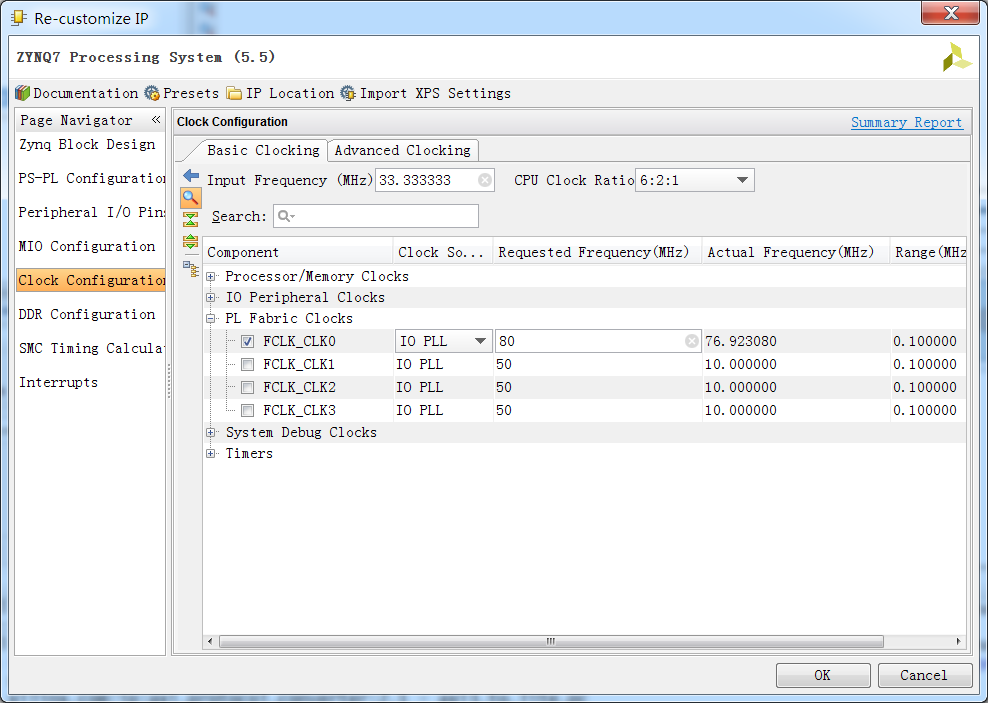 Re-customize IP
ZYNQ7 Processing System (5.5)
Documentation Presets IP Location Import XPS Settings
Page Navigator «
Zynq Block Design
PS-PL Configuration
Peripheral I/O Pins
MIO Configuration
Clock Configuration
DDR Configuration
SMC Timing Calcula
Interrupts
Clock Configuration Summary Report
Basic Clocking Advanced Clocking
Input Frequency (MHz) 33.333333 CPU Clock Ratio 6:2:1
Search:
Component Clock So... Requested Frequency(MHz) Actual Frequency(MHz) Range(MHz
Processor/Memory Clocks
IO Peripheral Clocks
PL Fabric Clocks
FCLK_CLK0 IO PLL 80 76.923080 0.100000
FCLK_CLK1 IO PLL 50 10.000000 0.100000
FCLK_CLK2 IO PLL 50 10.000000 0.100000
FCLK_CLK3 IO PLL 50 10.000000 0.100000
System Debug Clocks
Timers
OK Cancel